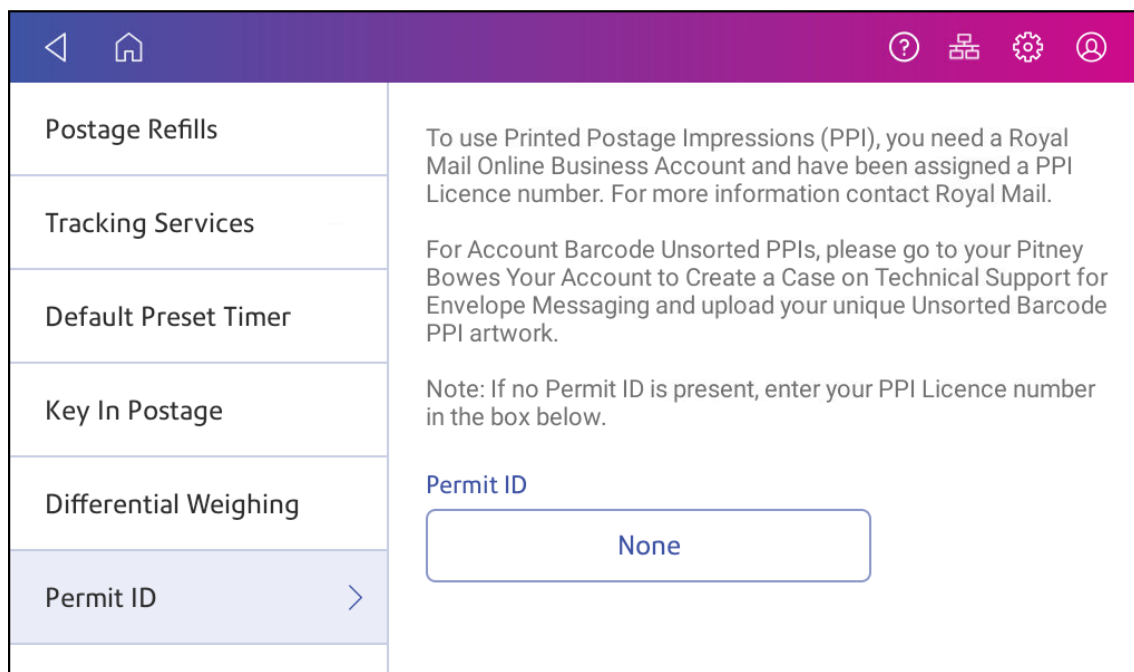 Postage Refills
Tracking Services
Default Preset Timer
Key In Postage
Differential Weighing
Permit ID
To use Printed Postage Impressions (PPI), you need a Royal
Mail Online Business Account and have been assigned a PPI
Licence number. For more information contact Royal Mail.
For Account Barcode Unsorted PPIs, please go to your Pitney
Bowes Your Account to Create a Case on Technical Support for
Envelope Messaging and upload your unique Unsorted Barcode
PPI artwork.
Note: If no Permit ID is present, enter your PPI Licence number
in the box below.
Permit ID
None